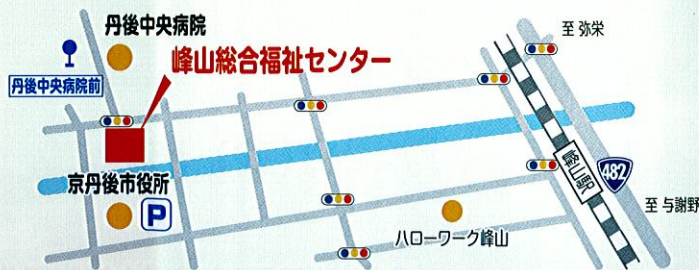 丹後中央病院
至 弥栄
峰山総合福祉センター
丹後中央病院前
482
峰山駅
京丹後市役所
P
至 与謝野
ハローワーク峰山